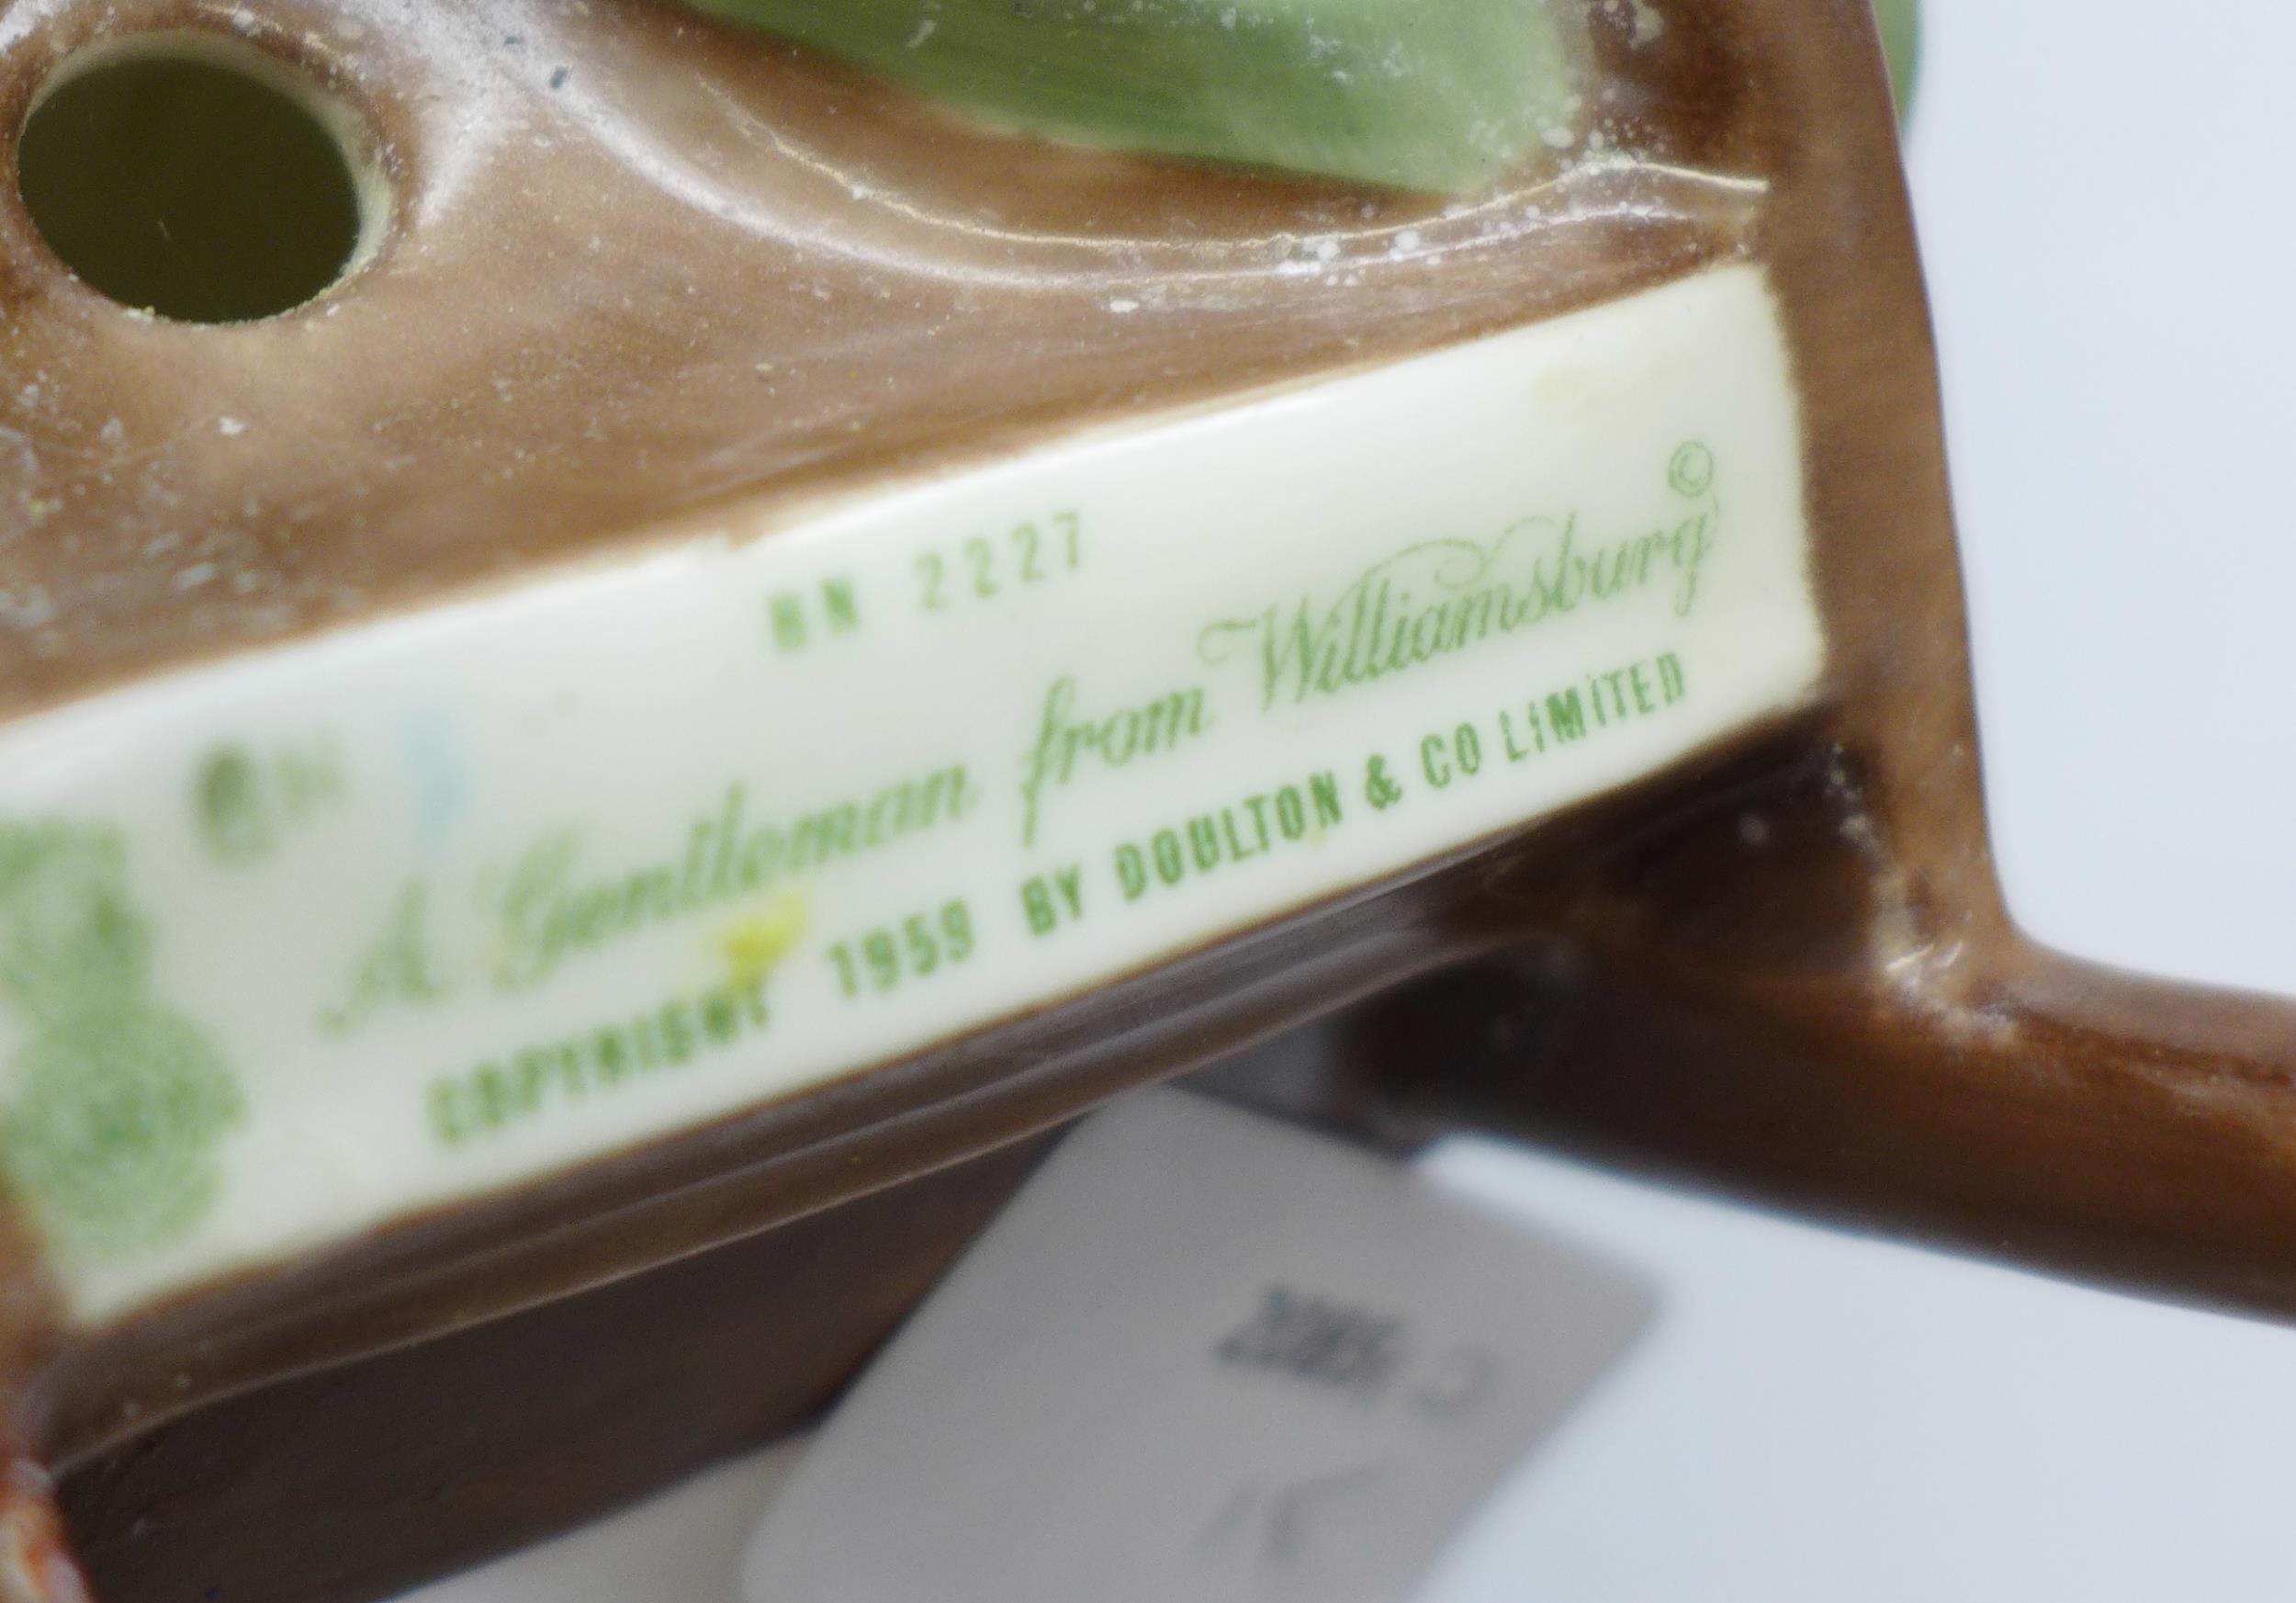 HN 2227
A Gentleman from Williamsburg ©
COPYRIGHT 1959 BY DOULTON & CO LIMITED